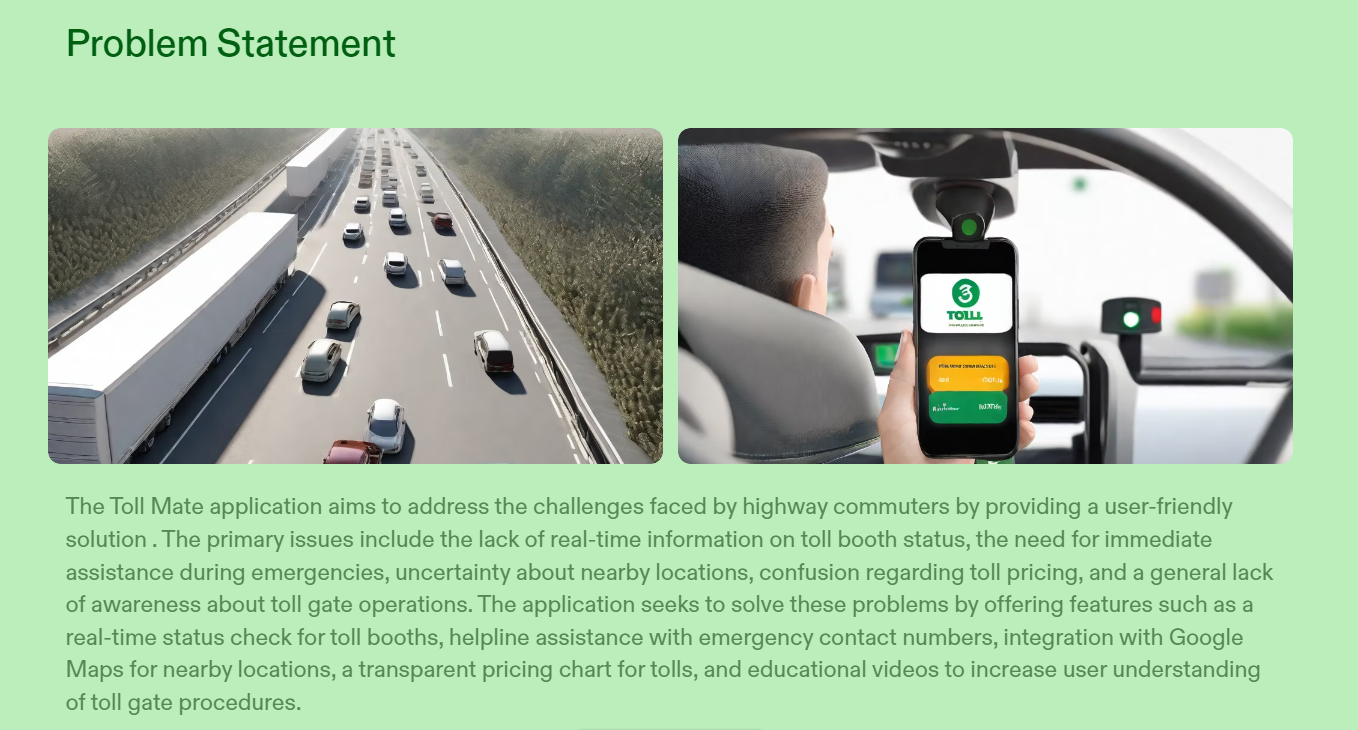 Problem Statement
TOLLL
The Toll Mate application aims to address the challenges faced by highway commuters by providing a user-friendly
solution . The primary issues include the lack of real-time information on toll booth status, the need for immediate
assistance during emergencies, uncertainty about nearby locations, confusion regarding toll pricing, and a general lack
of awareness about toll gate operations. The application seeks to solve these problems by offering features such as a
real-time status check for toll booths, helpline assistance with emergency contact numbers, integration with Google
Maps for nearby locations, a transparent pricing chart for tolls, and educational videos to increase user understanding
of toll gate procedures.